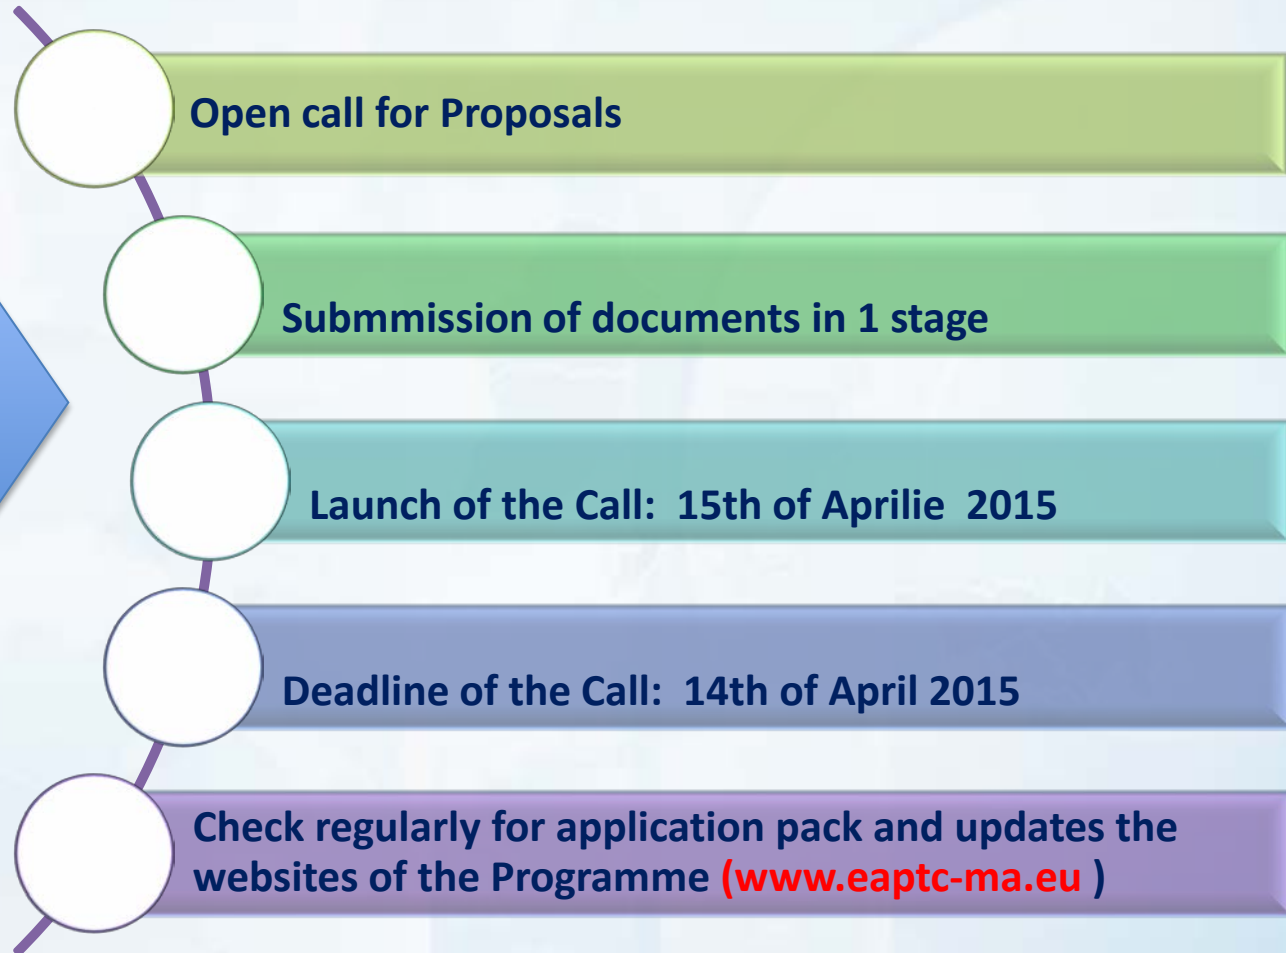 Open call for Proposals
Submmission of documents in 1 stage
Launch of the Call:  15th of Aprilie  2015
Deadline of the Call:  14th of April 2015
Check regularly for application pack and updates the
websites of the Programme (www.eaptc-ma.eu )